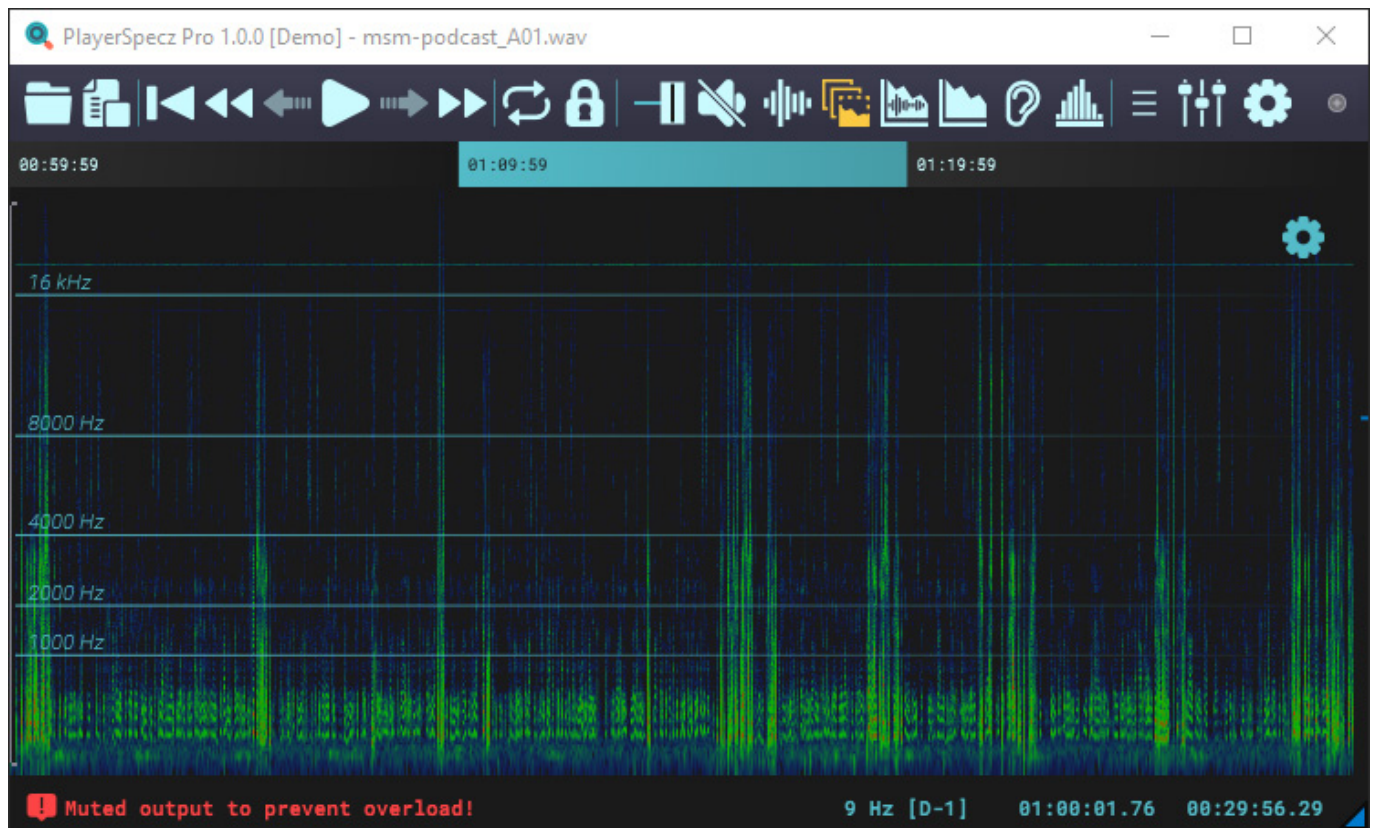 PlayerSpecz Pro 1.0.0 [Demo] - msm-podcast_A01.wav
00:59:59 01:09:59 01:19:59
16 kHz
8000 Hz
4000 Hz
2000 Hz
1000 Hz
Muted output to prevent overload! 9 Hz [D-1] 01:00:01.76 00:29:56.29